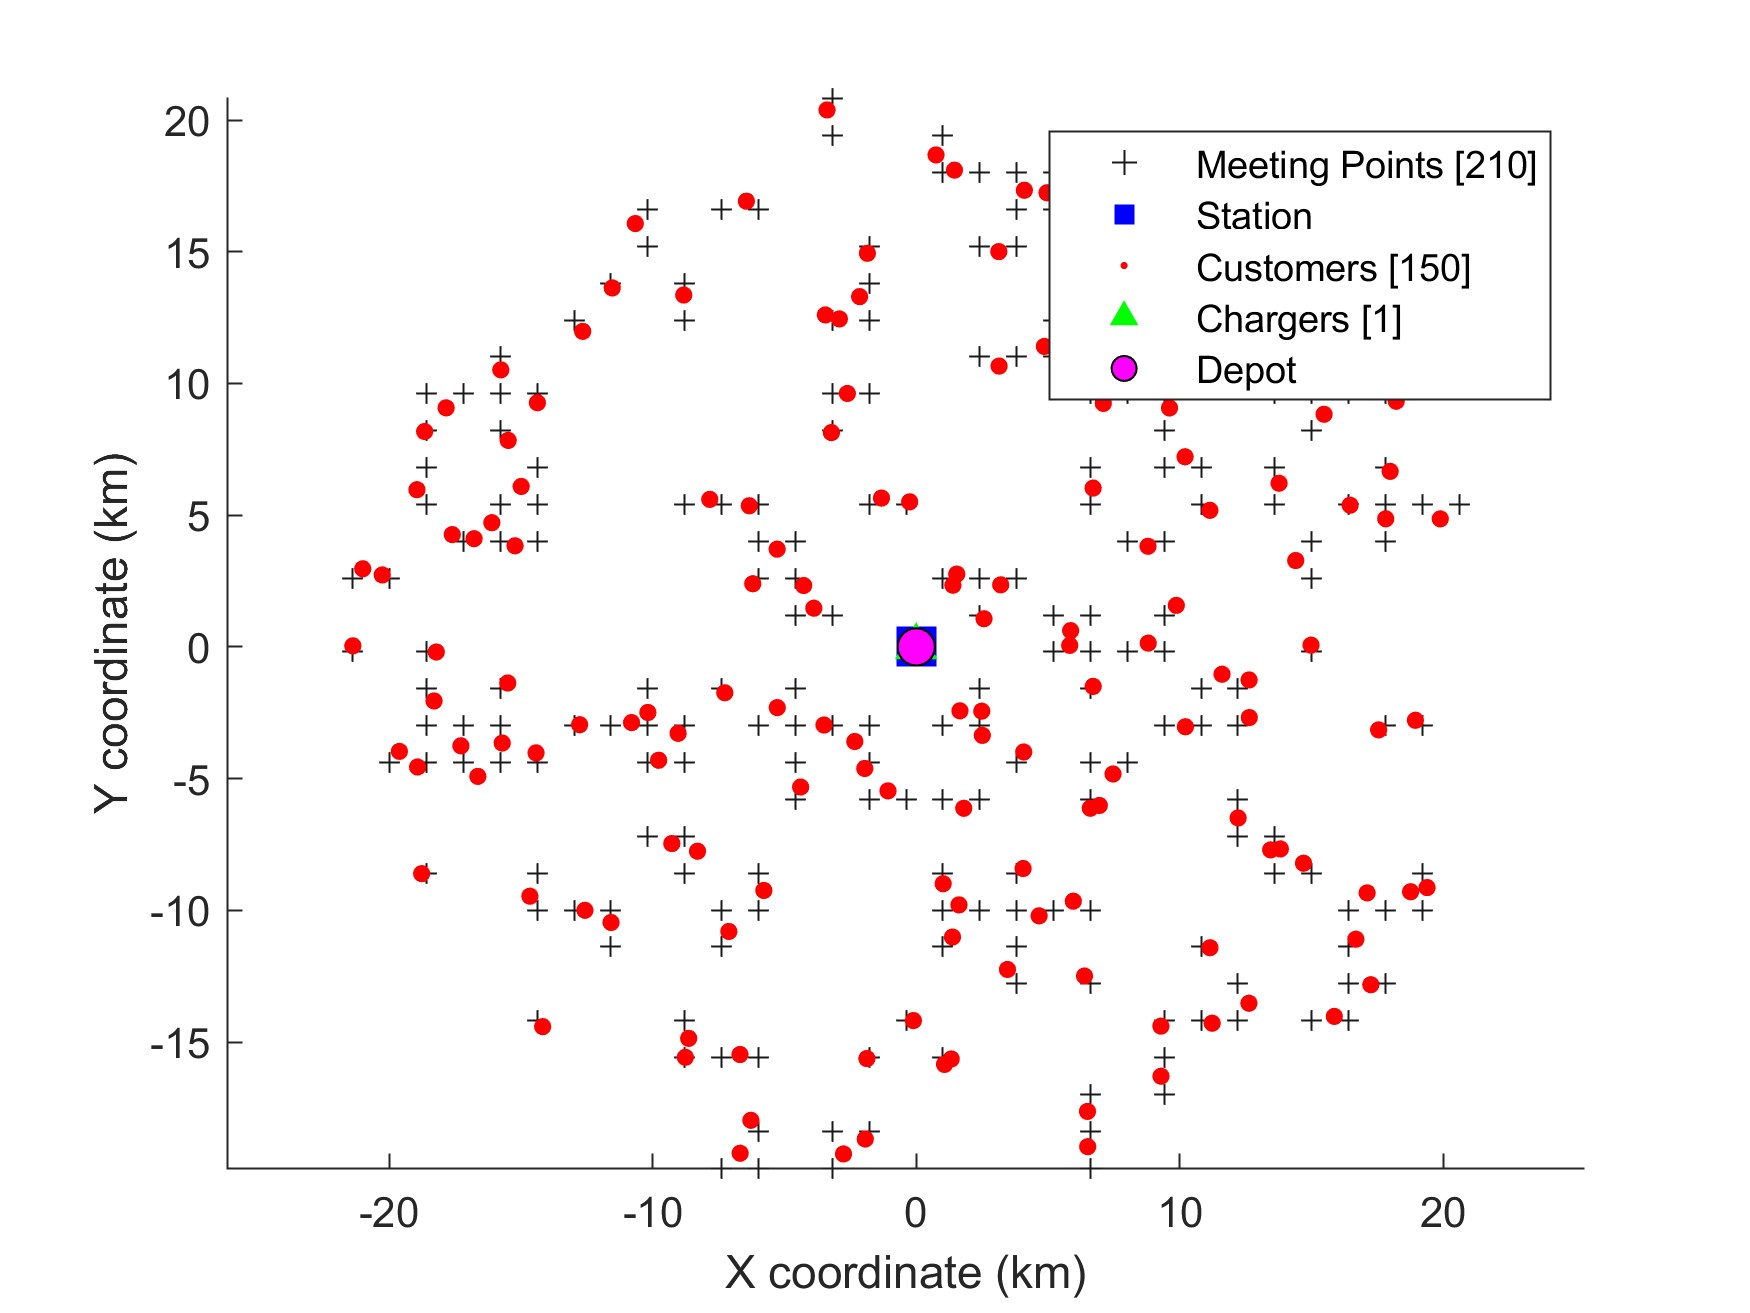 20
15
10
5
0
-5
-10
-15
Y coordinate (km)
-20 -10 0 10 20
X coordinate (km)
Meeting Points [210]
Station
Customers [150]
Chargers [1]
Depot